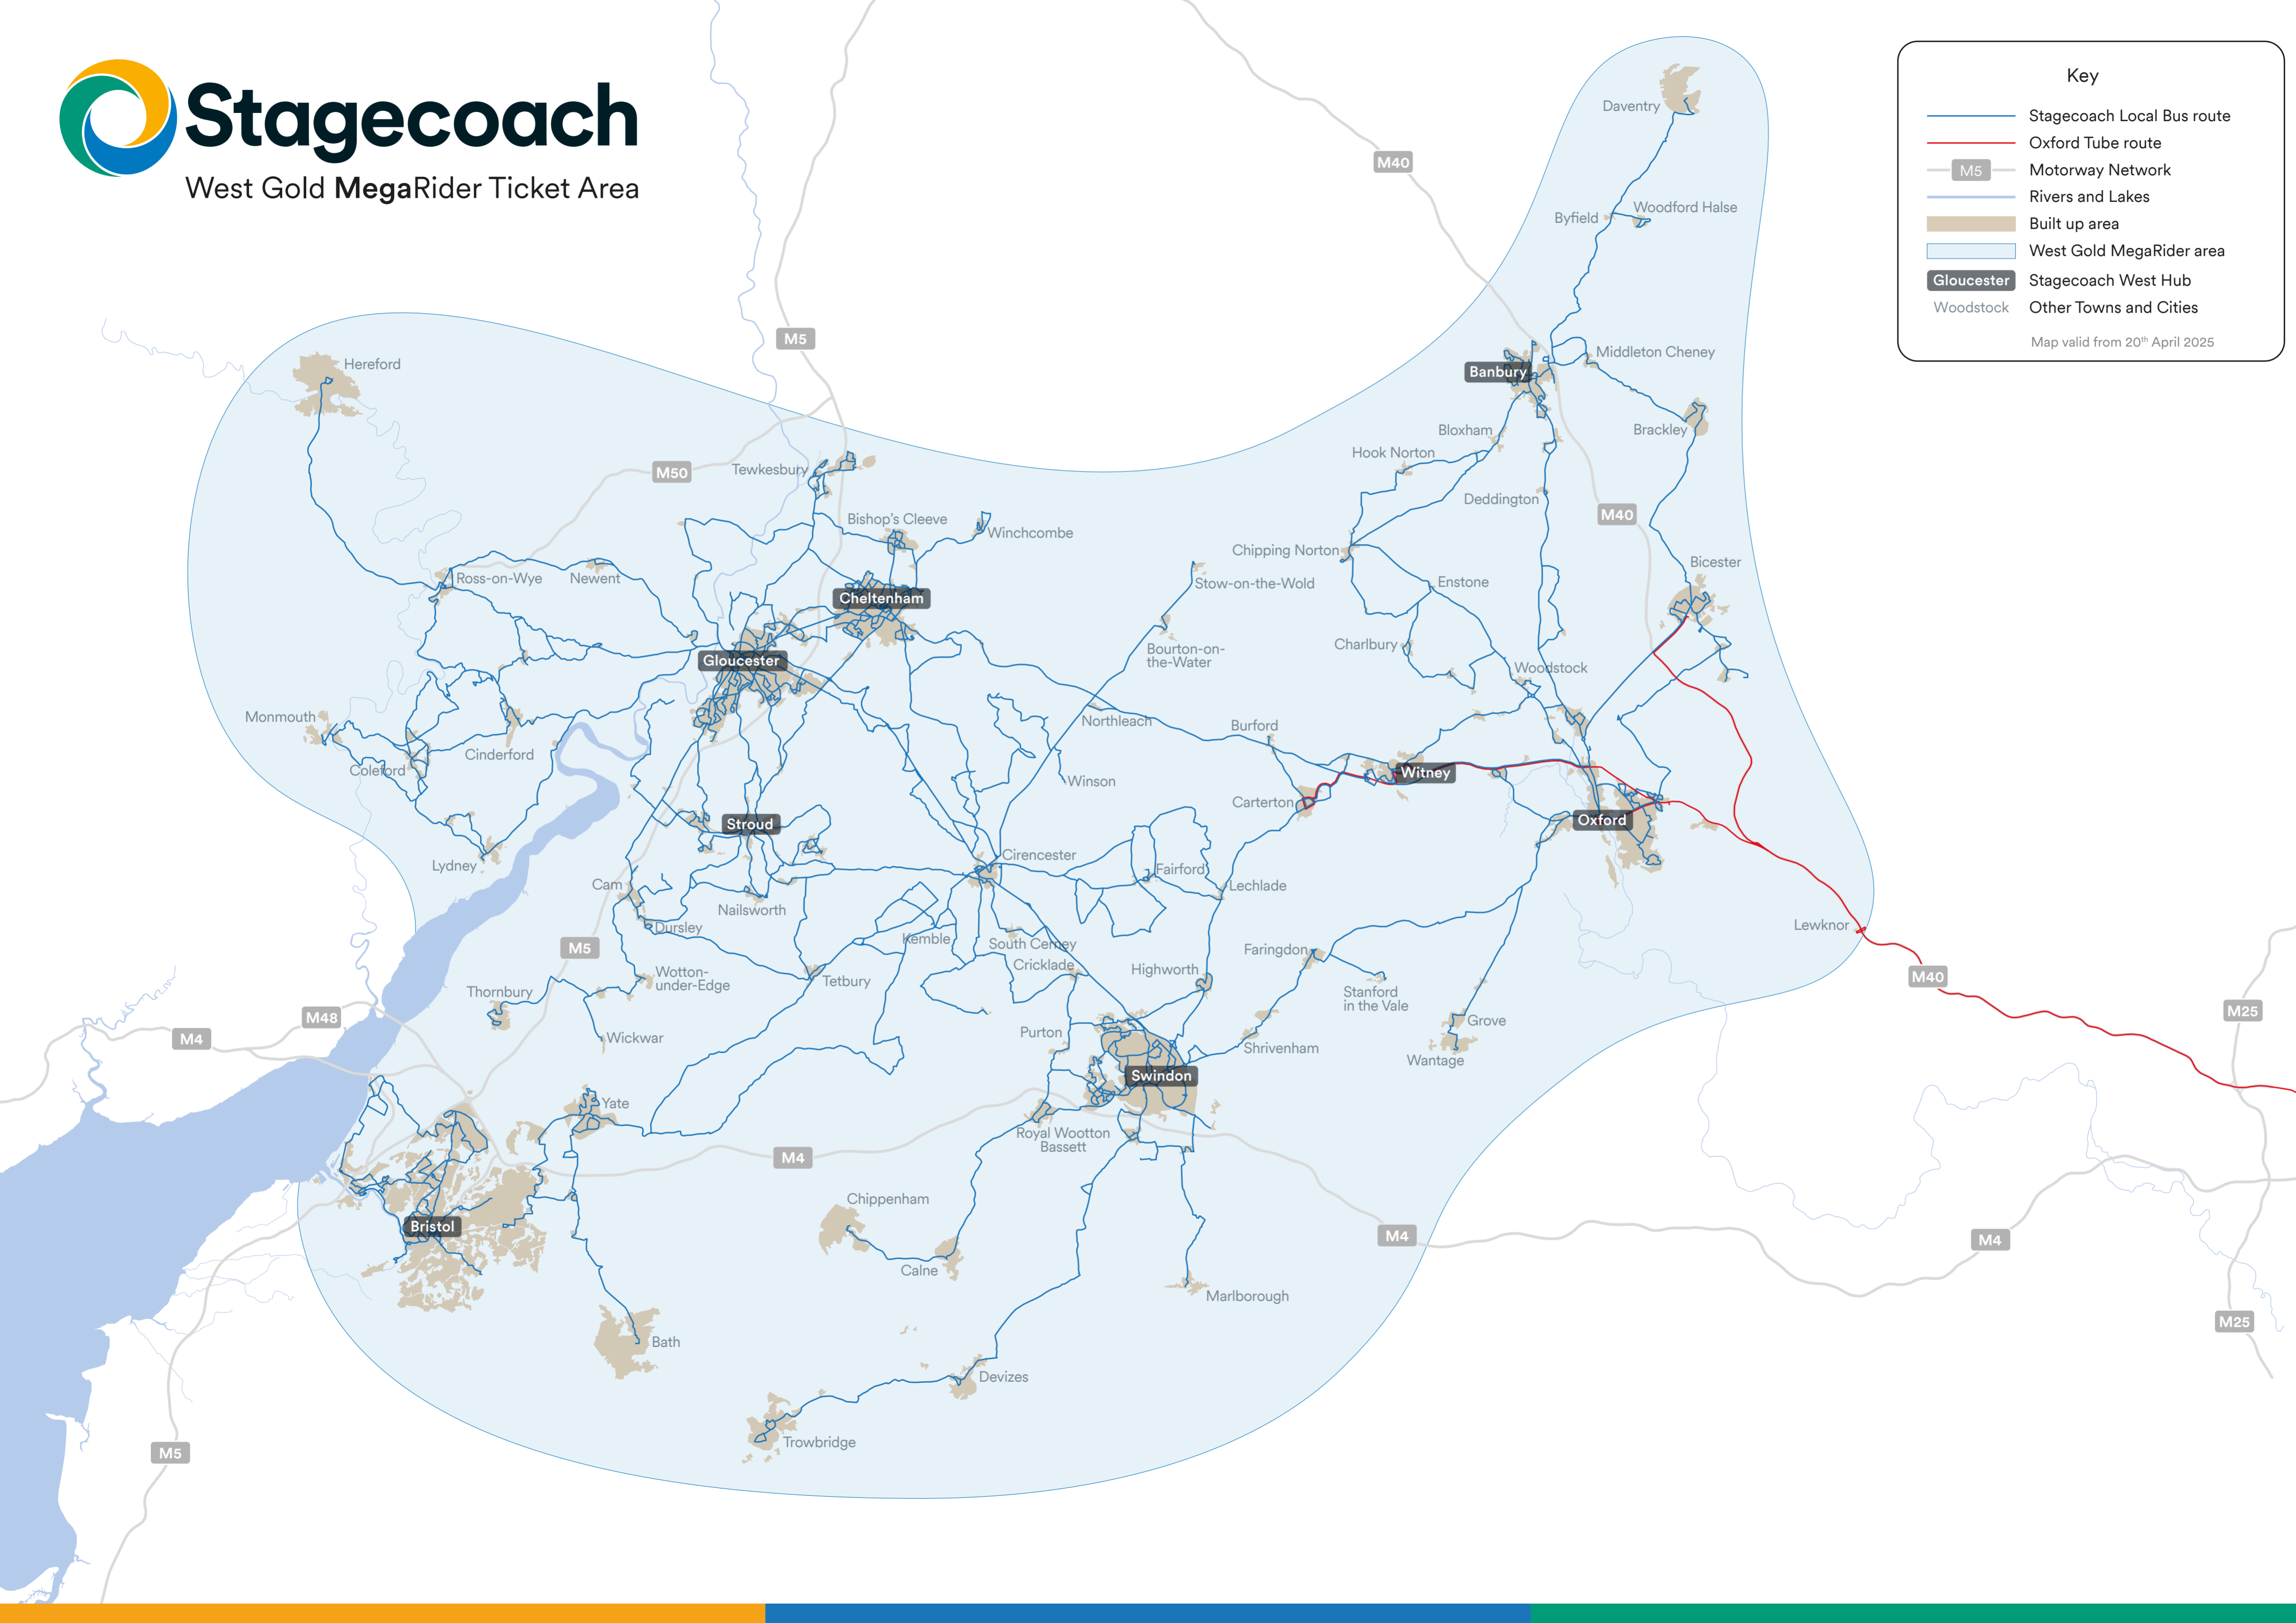 Stagecoach
West Gold MegaRider Ticket Area
Key
Stagecoach Local Bus route
Oxford Tube route
M5
Motorway Network
Rivers and Lakes
Built up area
West Gold MegaRider area
Gloucester
Stagecoach West Hub
Woodstock
Other Towns and Cities
Map valid from 20th April 2025
Daventry
M40
Woodford Halse
Byfield
M5
Middleton Cheney
Hereford
Banbury
Brackley
Bloxham
Hook Norton
Tewkesbury
M50
Deddington
M40
Bishop's Cleeve
Winchcombe
Chipping Norton
Bicester
Ross-on-Wye
Newent
Stow-on-the-Wold
Enstone
Cheltenham
Charlbury
Bourton-on-
the-Water
Gloucester
Woodstock
Monmouth
Northleach
Burford
Cinderford
Coleford
Winson
Witney
Carterton
Stroud
Oxford
Cirencester
Lydney
Fairford
Cam
Lechlade
Nailsworth
Dursley
Lewknor
Kemble
South Cerney
M5
Faringdon
Cricklade
Highworth
Wotton-
under-Edge
Tetbury
M40
Thornbury
Stanford
in the Vale
M25
M48
Grove
M4
Wickwar
Purton
Shrivenham
Wantage
Swindon
Yate
Royal Wootton
Bassett
M4
Chippenham
Bristol
M4
M4
Calne
Marlborough
M25
Bath
Devizes
Trowbridge
M5